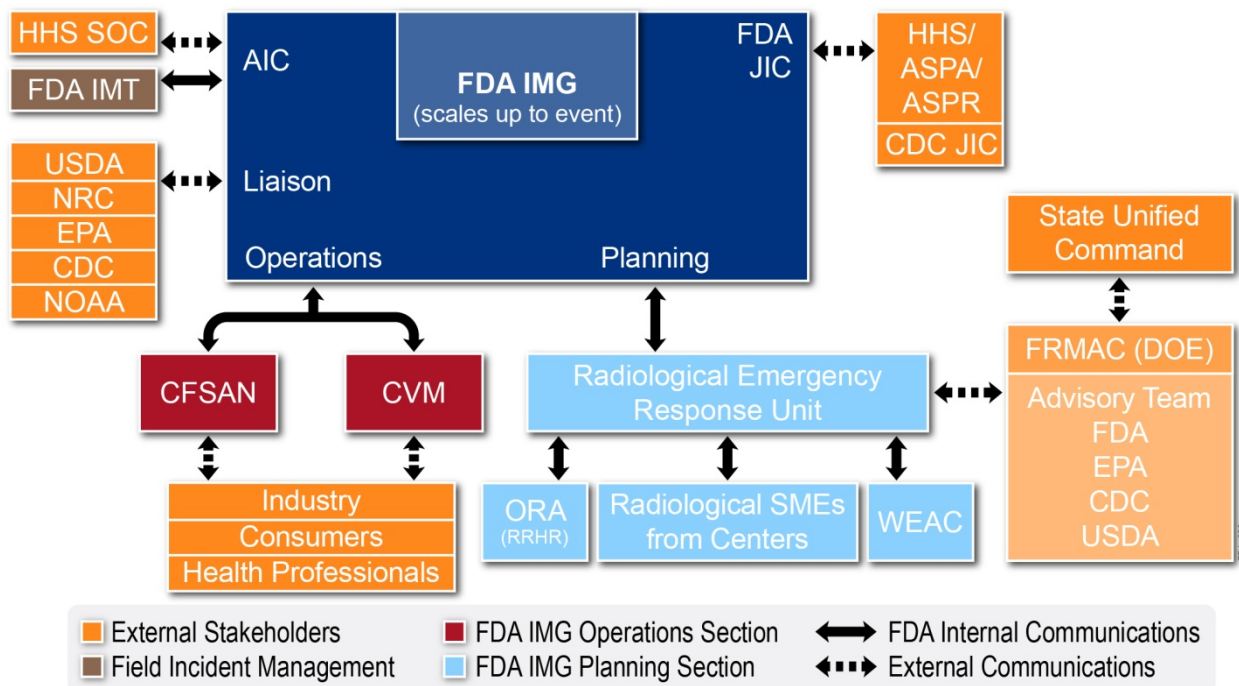 HHS SOC
FDA IMT
AIC
FDA IMG
(scales up to event)
FDA
JIC
HHS/
ASPA/
ASPR
CDC JIC
USDA
NRC
EPA
CDC
NOAA
Liaison
Operations
Planning
State Unified
Command
CFSAN
CVM
Radiological Emergency
Response Unit
FRMAC (DOE)
Advisory Team
FDA
EPA
CDC
USDA
Industry
Consumers
Health Professionals
ORA
(RRHR)
Radiological SMEs
from Centers
WEAC
External Stakeholders
Field Incident Management
FDA IMG Operations Section
FDA IMG Planning Section
FDA Internal Communications
External Communications